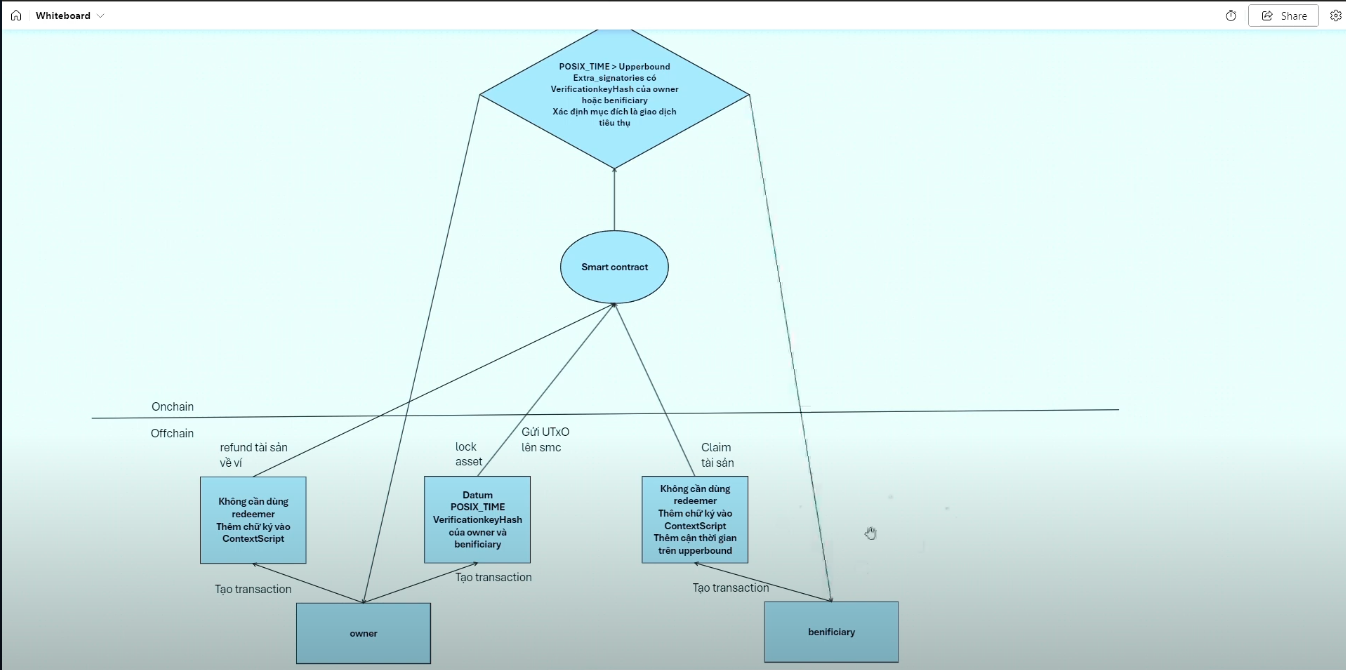 Whiteboard
Share
POSIX_TIME > Upperbound
Extra_signatories có
VerificationkeyHash của owner
hoặc benificiary
Xác định mục đích là giao dịch
tiêu thụ
Smart contract
Onchain
Offchain
refund tài sản
về ví
lock
asset
Gửi UTxO
lên smc
Claim
tài sản
Không cần dùng
redeemer
Thêm chữ ký vào
ContextScript
Datum
POSIX_TIME
VerificationkeyHash
của owner và
benificiary
Không cần dùng
redeemer
Thêm chữ ký vào
ContextScript
Thêm cận thời gian
trên upperbound
Tạo transaction
Tạo transaction
Tạo transaction
owner
benificiary